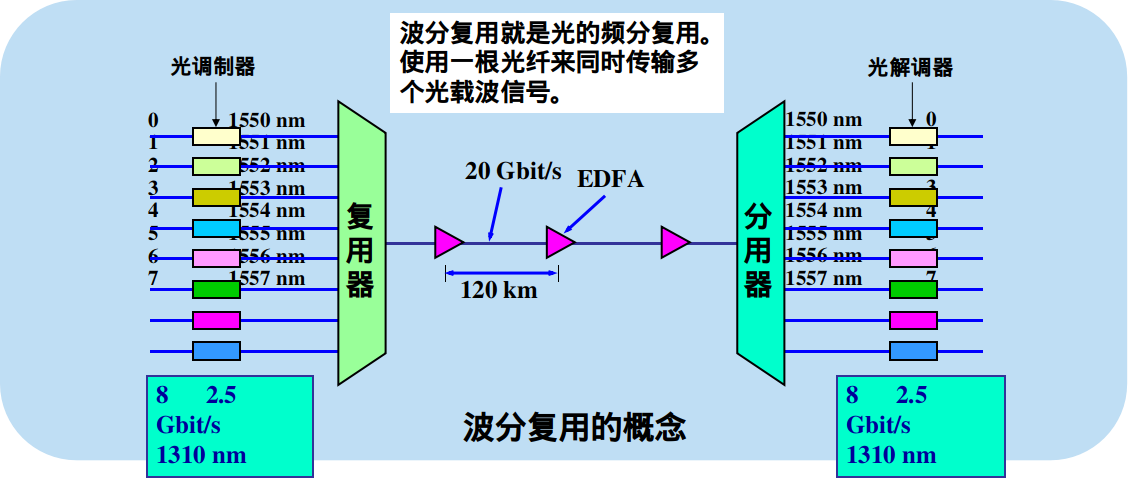 波分复用就是光的频分复用。
使用一根光纤来同时传输多
个光载波信号。
光调制器
光解调器
0 1550 nm
1 1551 nm
2 1552 nm
3 1553 nm
4 1554 nm
5 1555 nm
6 1556 nm
7 1557 nm
复用器
20 Gbit/s
EDFA
120 km
分用器
1550 nm 0
1551 nm 1
1552 nm
1553 nm 3
1554 nm 4
1555 nm 5
1556 nm
1557 nm 7
8 2.5
Gbit/s
1310 nm
波分复用的概念
8 2.5
Gbit/s
1310 nm